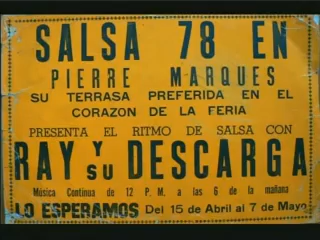 SALSA 78 EN
PIERRE MARQUES
SU TERRASA PREFERIDA EN EL
CORAZON DE LA FERIA
PRESENTA EL RITMO DE SALSA CON
RAY Y SU DESCARGA
Música Continua de 12 P.M. a las 6 de la mañana
LO ESPERAMOS Del 15 de Abril al 7 de Mayo